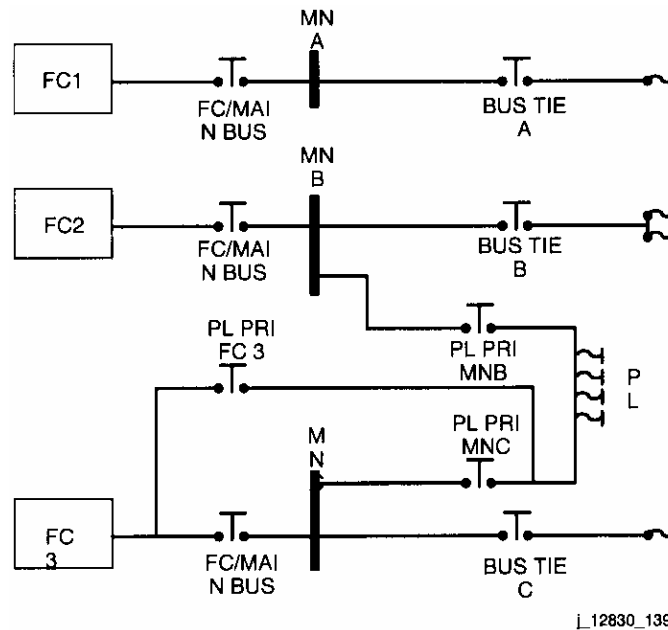 MN
A
FC1
FC/MAI
N BUS
BUS TIE
A
MN
B
FC2
FC/MAI
N BUS
BUS TIE
B
PL PRI
FC 3
PL PRI
MNB
P
L
PL PRI
MNC
M
N
FC
3
FC/MAI
N BUS
BUS TIE
C
j_12830_139